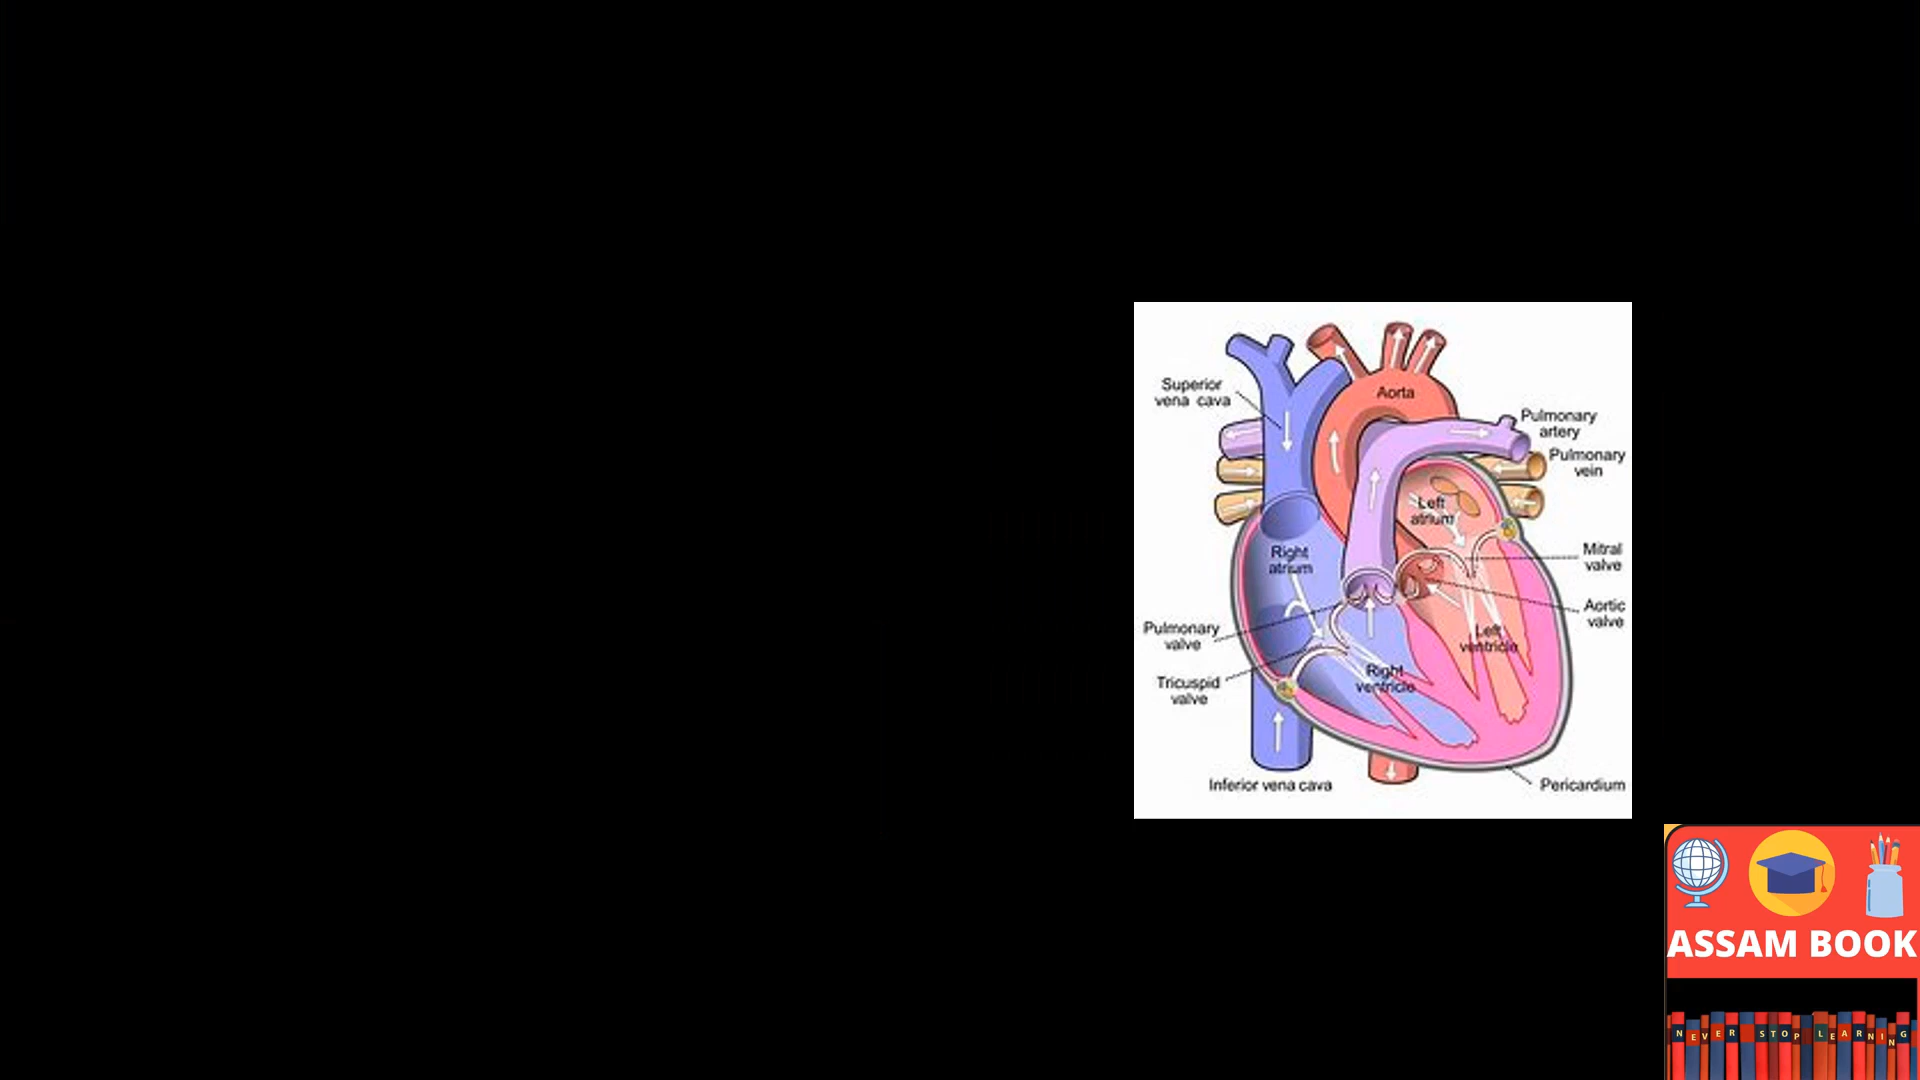 Superior
vena cava
Aorta
Pulmonary
artery
Pulmonary
vein
Left
atrium
Right
atrium
Mitral
valve
Aortic
valve
Pulmonary
valve
Left
ventricle
Tricuspid
valve
Right
ventricle
Inferior vena cava
Pericardium
ASSAM BOOK
NEVER STOP LEARNING